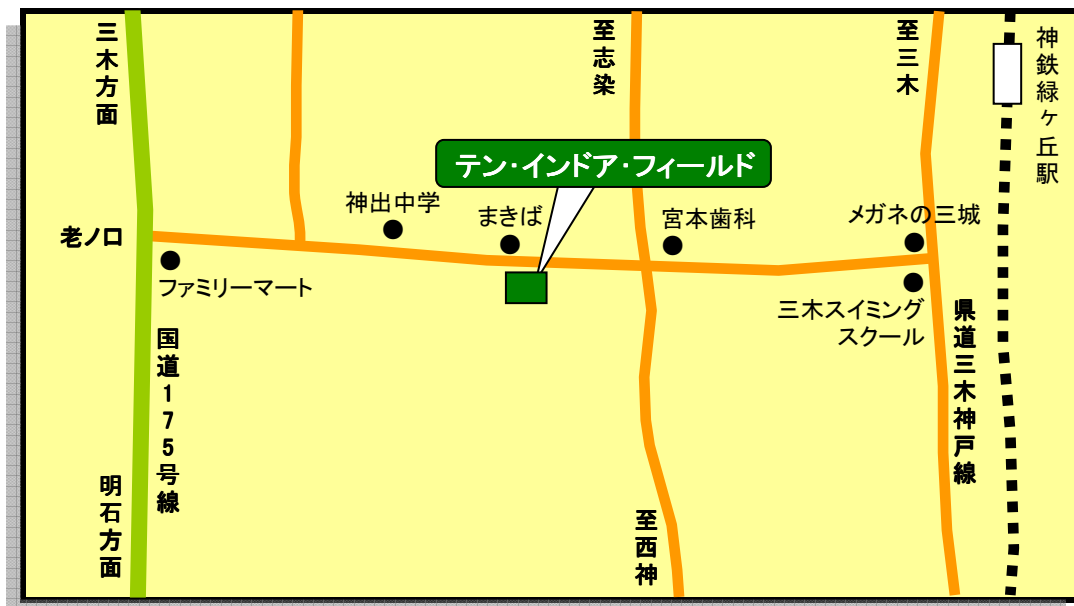 三木方面
至志染
至三木
神鉄緑ヶ丘駅
テン・インドア・フィールド
神出中学
まきば
宮本歯科
メガネの三城
老ノ口
ファミリーマート
三木スイミング
スクール
国道175号線
県道三木神戸線
明石方面
至西神